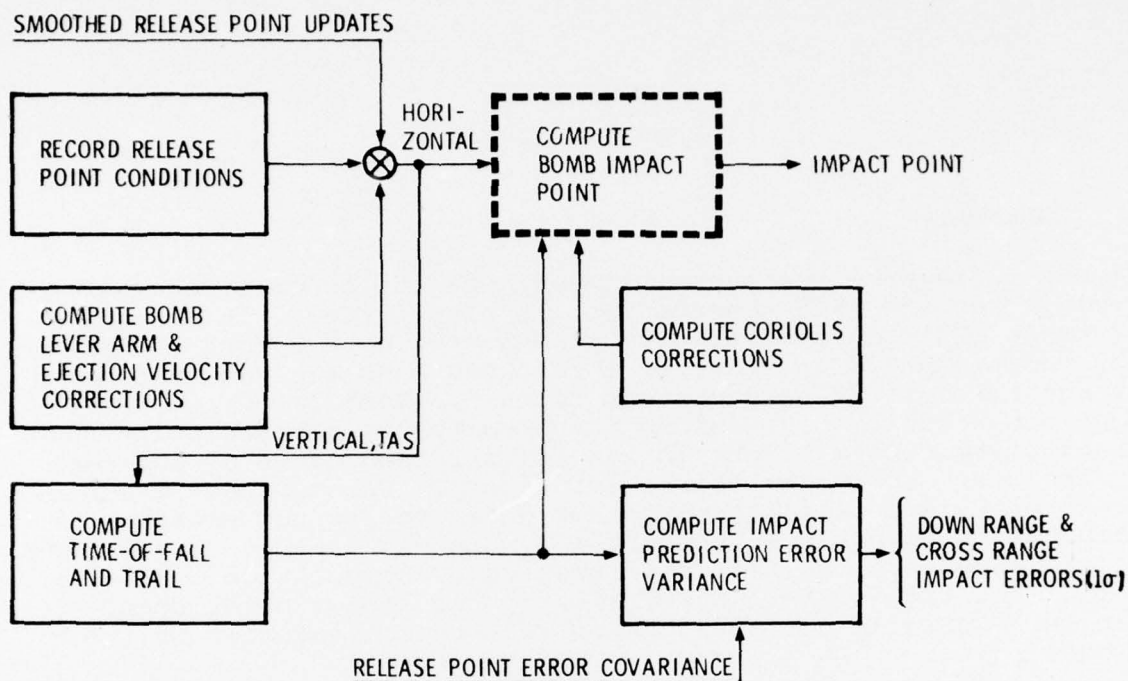 SMOOTHED RELEASE POINT UPDATES
RECORD RELEASE
POINT CONDITIONS
HORI-
ZONTAL
COMPUTE
BOMB IMPACT
POINT
IMPACT POINT
COMPUTE BOMB
LEVER ARM &
EJECTION VELOCITY
CORRECTIONS
COMPUTE CORIOLIS
CORRECTIONS
VERTICAL, TAS
COMPUTE
TIME-OF-FALL
AND TRAIL
COMPUTE IMPACT
PREDICTION ERROR
VARIANCE
DOWN RANGE &
CROSS RANGE
IMPACT ERRORS(1σ)
RELEASE POINT ERROR COVARIANCE